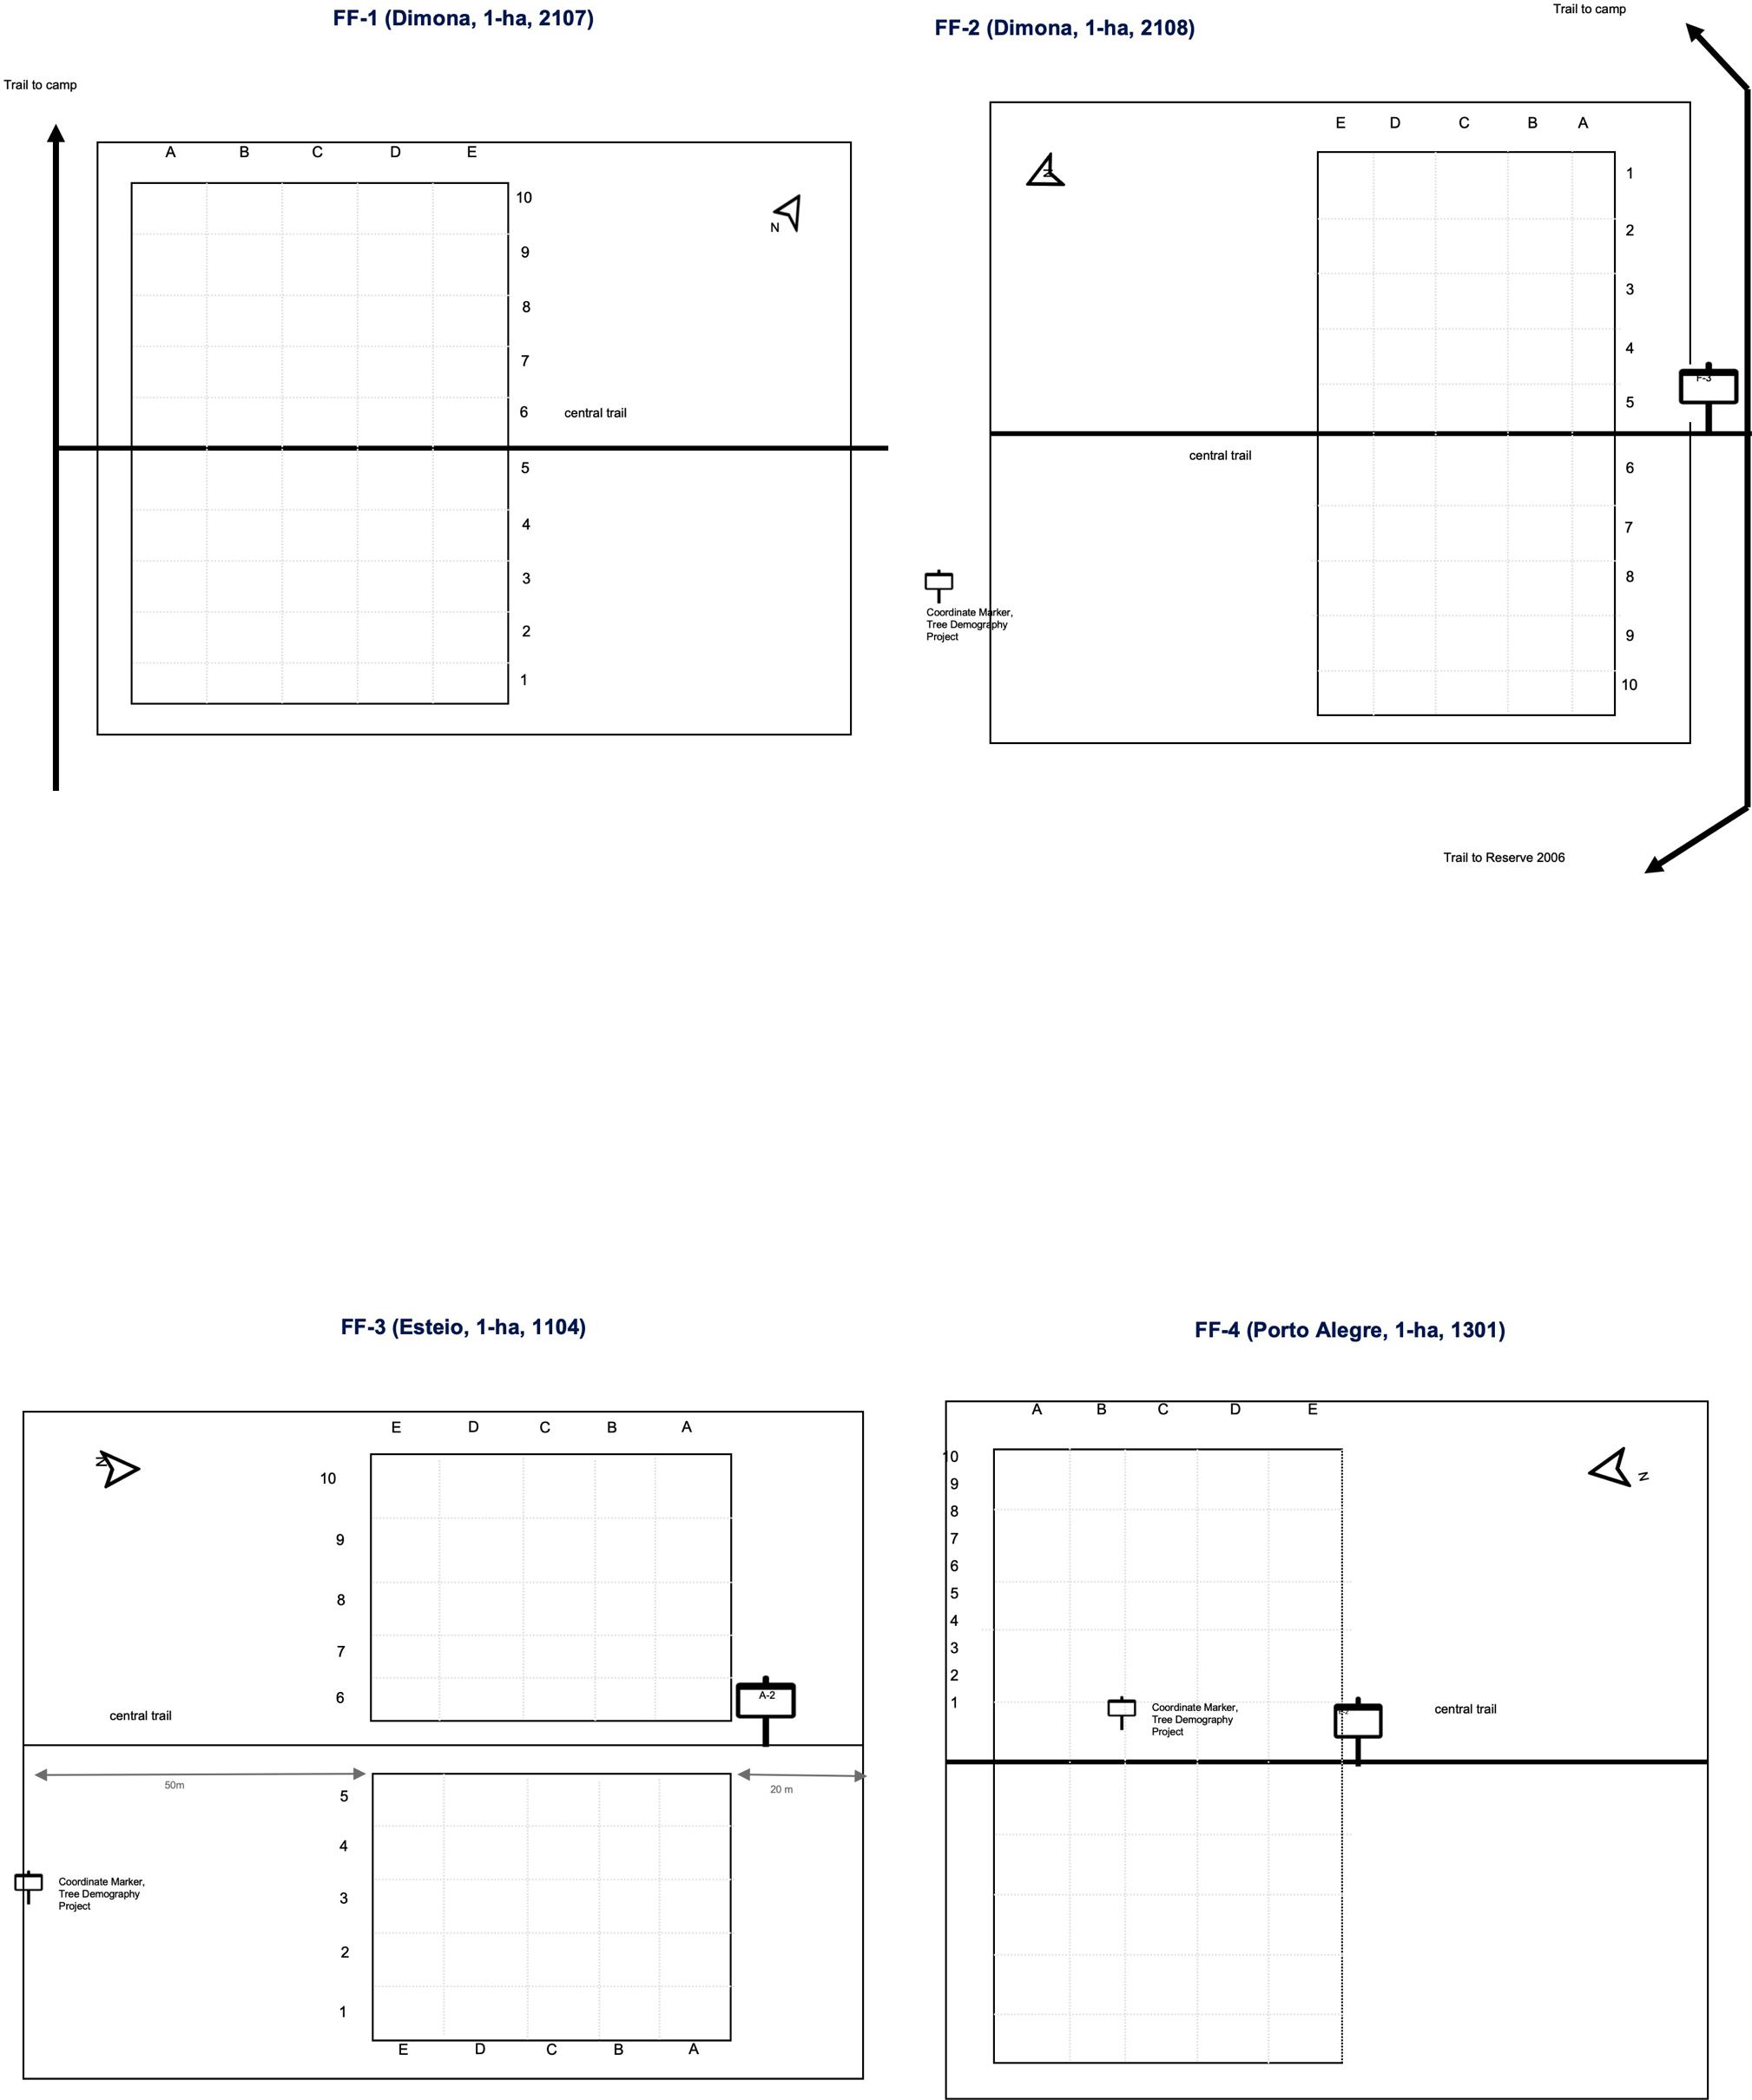 FF-1 (Dimona, 1-ha, 2107)
Trail to camp
A B C D E
N
10
9
8
7
6
central trail
5
4
3
2
1
FF-2 (Dimona, 1-ha, 2108)
Trail to camp
E D C B A
N
1
2
3
4
F-3
5
central trail
6
7
8
Coordinate Marker,
Tree Demography
Project
9
10
Trail to Reserve 2006
FF-3 (Esteio, 1-ha, 1104)
E D C B A
N
10
9
8
7
6
A-2
central trail
50m
20 m
5
4
3
2
1
Coordinate Marker,
Tree Demography
Project
E D C B A
FF-4 (Porto Alegre, 1-ha, 1301)
A B C D E
N
10
9
8
7
6
5
4
3
2
1
Coordinate Marker,
Tree Demography
Project
central trail